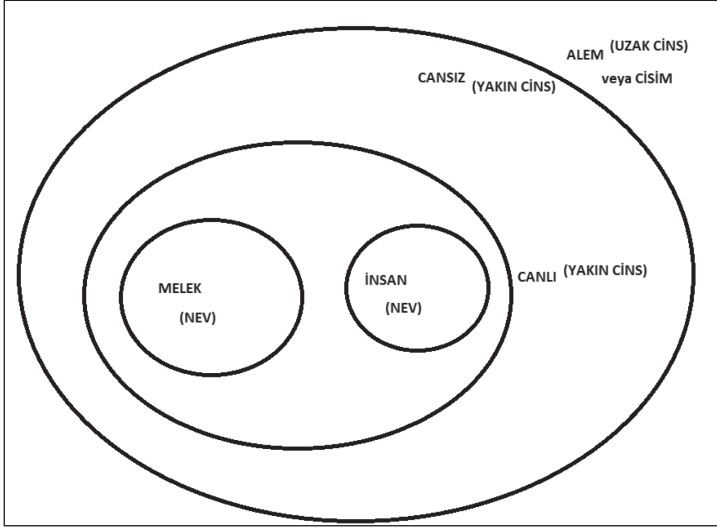 ALEM (UZAK CİNS)
veya CİSİM
CANSIZ (YAKIN CİNS)
CANLI (YAKIN CİNS)
MELEK
(NEV)
İNSAN
(NEV)